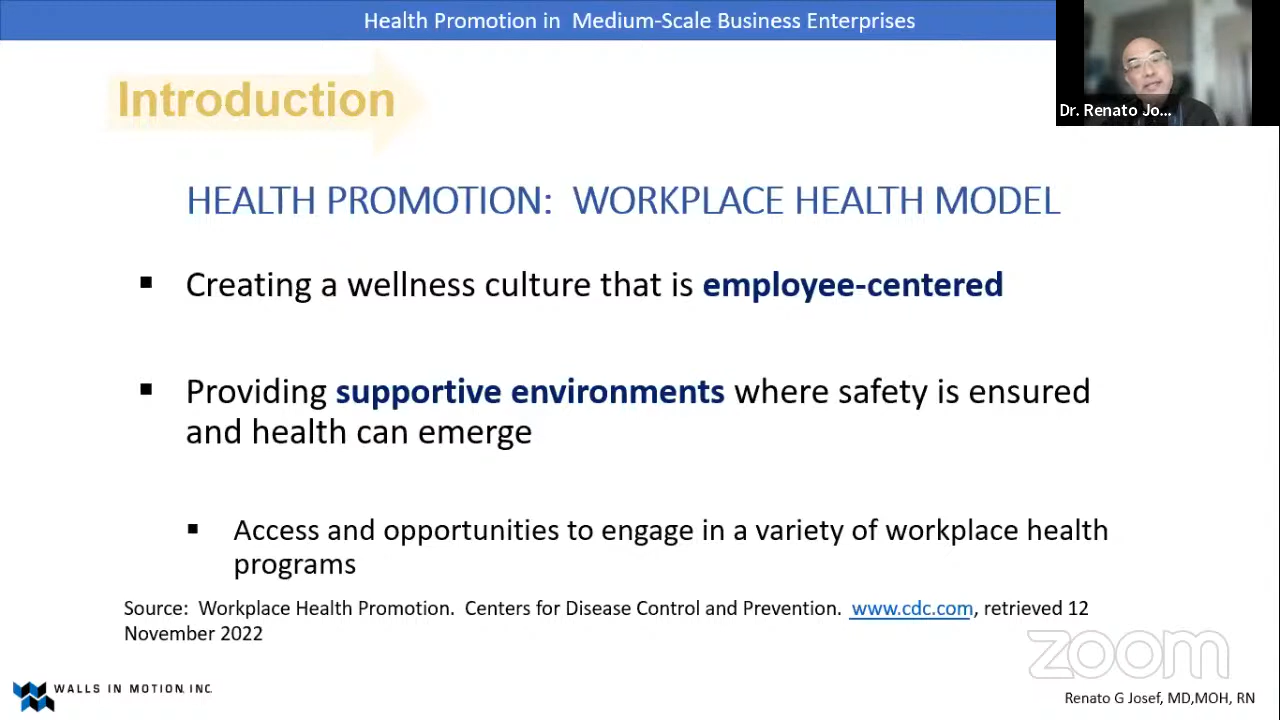 Health Promotion in Medium-Scale Business Enterprises
Dr. Renato Jo...
Introduction
HEALTH PROMOTION: WORKPLACE HEALTH MODEL
▪ Creating a wellness culture that is employee-centered
▪ Providing supportive environments where safety is ensured
and health can emerge
▪ Access and opportunities to engage in a variety of workplace health
programs
Source: Workplace Health Promotion. Centers for Disease Control and Prevention. www.cdc.com, retrieved 12
November 2022
zoom
WALLS IN MOTION, INC.
Renato G Josef, MD,MOH, RN